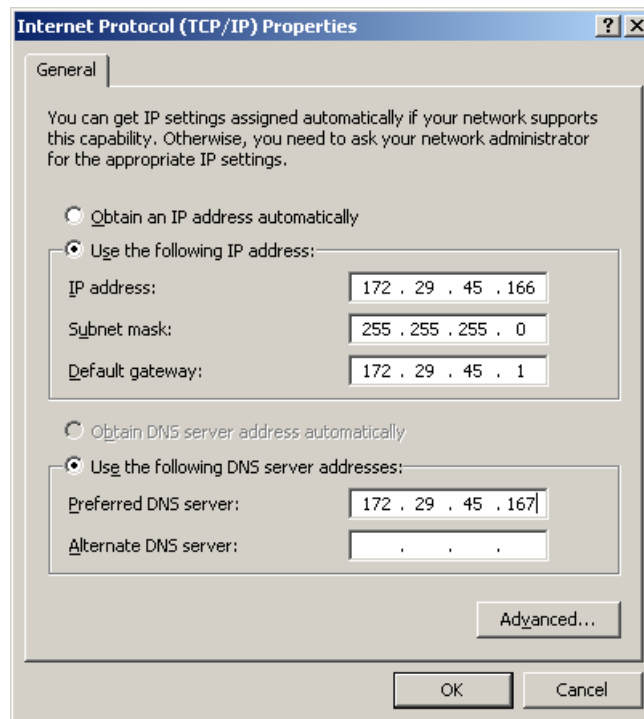 Internet Protocol (TCP/IP) Properties
General
You can get IP settings assigned automatically if your network supports
this capability. Otherwise, you need to ask your network administrator
for the appropriate IP settings.
Obtain an IP address automatically
Use the following IP address:
IP address: 172 . 29 . 45 . 166
Subnet mask: 255 . 255 . 255 . 0
Default gateway: 172 . 29 . 45 . 1
Obtain DNS server address automatically
Use the following DNS server addresses:
Preferred DNS server: 172 . 29 . 45 . 167
Alternate DNS server: . . .
Advanced...
OK Cancel